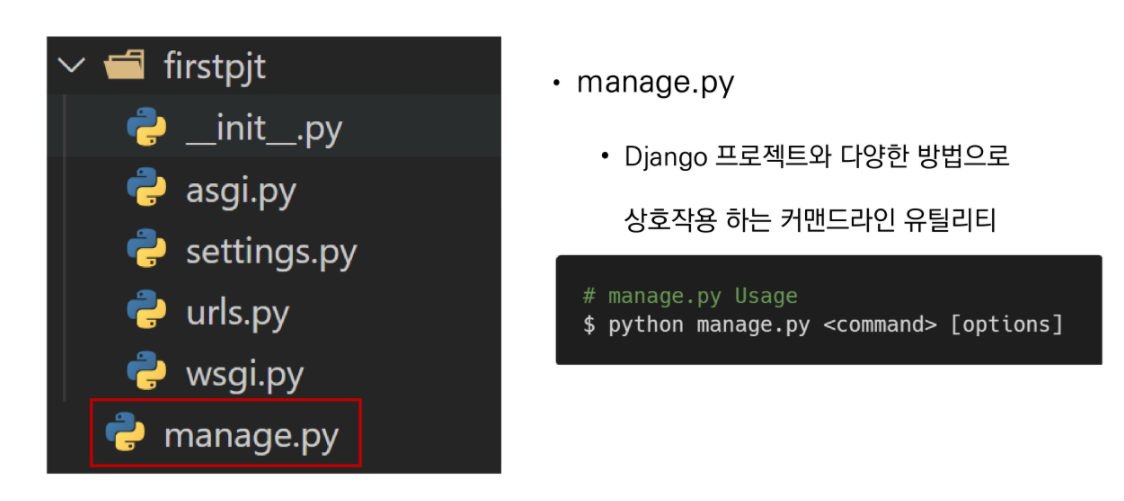 firstpjt
__init__.py
asgi.py
settings.py
urls.py
wsgi.py
manage.py
• manage.py
• Django 프로젝트와 다양한 방법으로
상호작용 하는 커맨드라인 유틸리티
# manage.py Usage
$ python manage.py <command> [options]